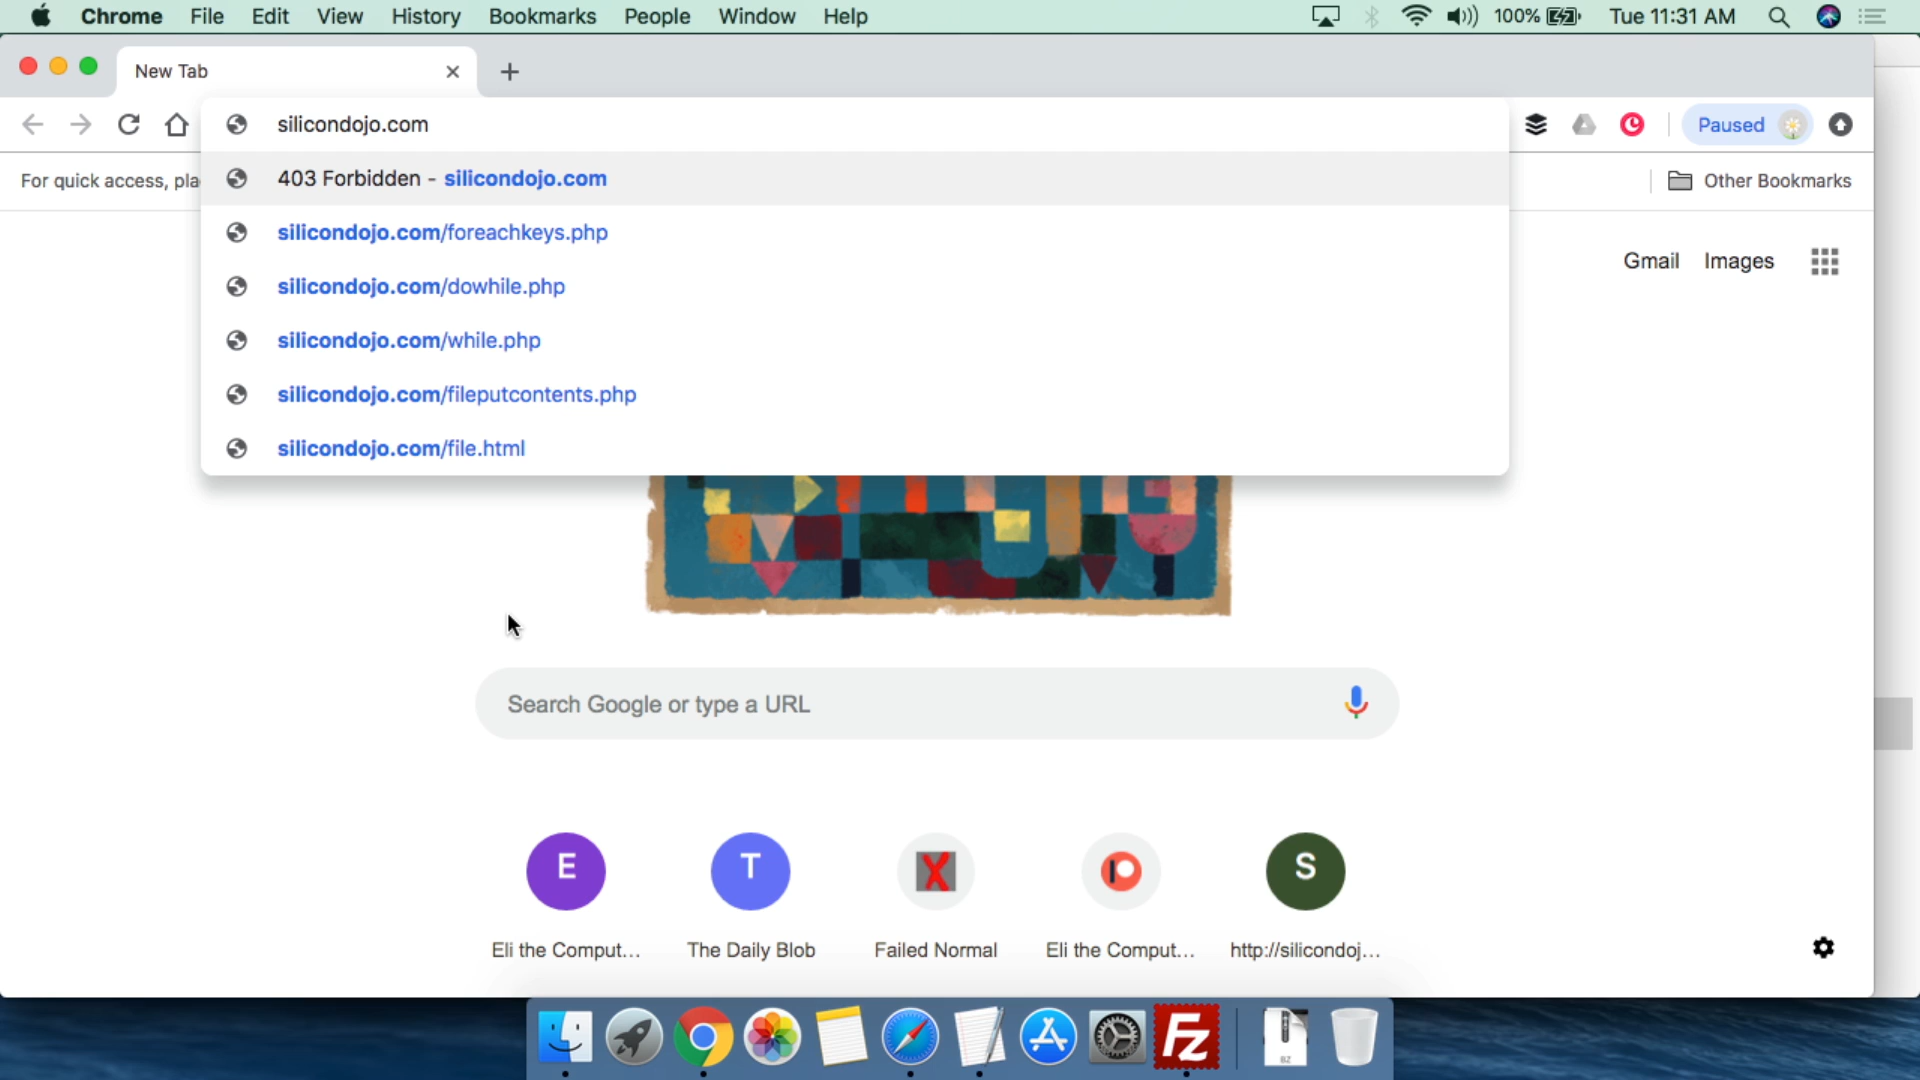 Chrome File Edit View History Bookmarks People Window Help 100% Tue 11:31 AM
New Tab
silicondojo.com
Paused
For quick access, pla
Other Bookmarks
403 Forbidden - silicondojo.com
silicondojo.com/foreachkeys.php
silicondojo.com/dowhile.php
silicondojo.com/while.php
silicondojo.com/fileputcontents.php
silicondojo.com/file.html
Gmail Images
Search Google or type a URL
E T X S
Eli the Comput... The Daily Blob Failed Normal Eli the Comput... http://silicondoj...
Fz
BZ